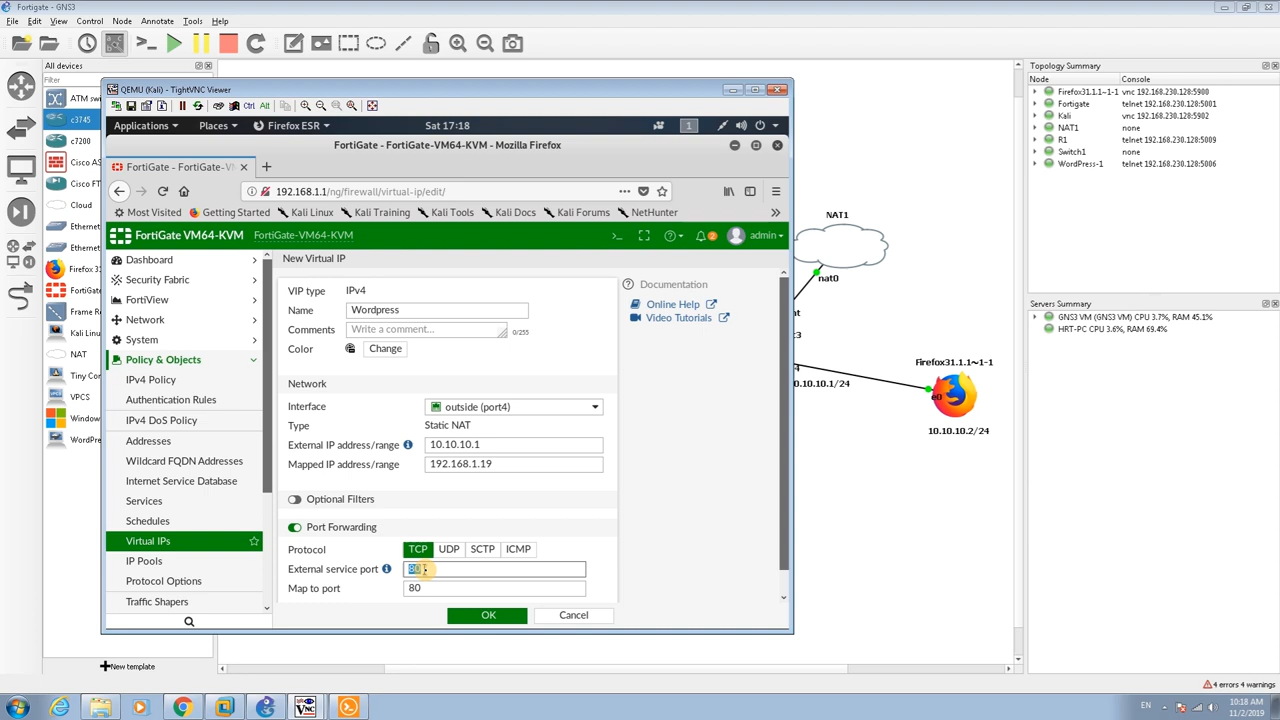 Fortigate - GNS3
File Edit View Control Node Annotate Tools Help
All devices
Filter
ATM sw
c3745
c7200
Cisco AS
Cisco FT
Cloud
Ethernet
Ethernet
Firefox 3
FortiGat
Frame Re
Kali Linu
NAT
Tiny Cor
VPCS
Window
WordPre
New template
QEMU (Kali) - TightVNC Viewer
Ctrl Alt
Applications Places Firefox ESR Sat 17:18 1
FortiGate - FortiGate-VM64-KVM - Mozilla Firefox
FortiGate - FortiGate-VM
192.168.1.1/ng/firewall/virtual-ip/edit/
Most Visited Getting Started Kali Linux Kali Training Kali Tools Kali Docs Kali Forums NetHunter
FortiGate VM64-KVM FortiGate-VM64-KVM 2 admin
Dashboard
Security Fabric
FortiView
Network
System
Policy & Objects
IPv4 Policy
Authentication Rules
IPv4 DoS Policy
Addresses
Wildcard FQDN Addresses
Internet Service Database
Services
Schedules
Virtual IPs
IP Pools
Protocol Options
Traffic Shapers
New Virtual IP
VIP type IPv4
Name Wordpress
Comments Write a comment... 0/255
Color Change
Network
Interface outside (port4)
Type Static NAT
External IP address/range 10.10.10.1
Mapped IP address/range 192.168.1.19
Optional Filters
Port Forwarding
Protocol TCP UDP SCTP ICMP
External service port 80
Map to port 80
OK Cancel
Documentation
Online Help
Video Tutorials
NAT1
nat0
at
3
4
0.10.10.1/24
Firefox31.1.1~1-1
e0
10.10.10.2/24
Topology Summary
Node Console
Firefox31.1.1~1-1 vnc 192.168.230.128:5900
Fortigate telnet 192.168.230.128:5001
Kali vnc 192.168.230.128:5902
NAT1 none
R1 telnet 192.168.230.128:5009
Switch1 none
WordPress-1 telnet 192.168.230.128:5006
Servers Summary
GNS3 VM (GNS3 VM) CPU 3.7%, RAM 45.1%
HRT-PC CPU 3.6%, RAM 69.4%
4 errors 4 warnings
EN
10:18 AM
11/2/2019